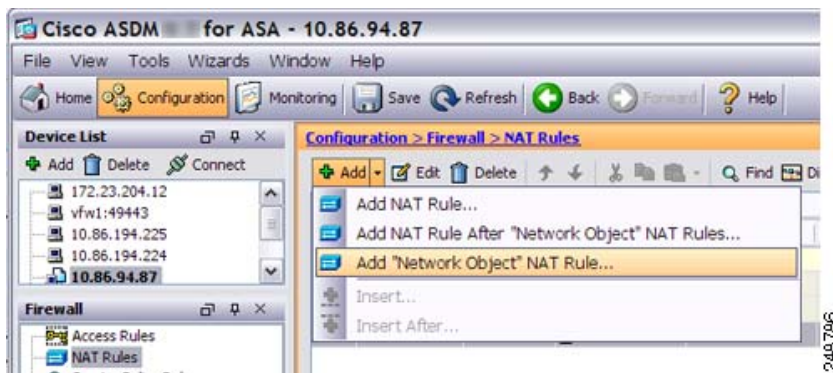 Cisco ASDM for ASA - 10.86.94.87
File View Tools Wizards Window Help
Home Configuration Monitoring Save Refresh Back Forward Help
Device List
Add Delete Connect
172.23.204.12
vfw1:49443
10.86.194.225
10.86.194.224
10.86.94.87
Firewall
Access Rules
NAT Rules
Configuration > Firewall > NAT Rules
Add Edit Delete Find Di
Add NAT Rule...
Add NAT Rule After "Network Object" NAT Rules...
Add "Network Object" NAT Rule...
Insert...
Insert After...
248796